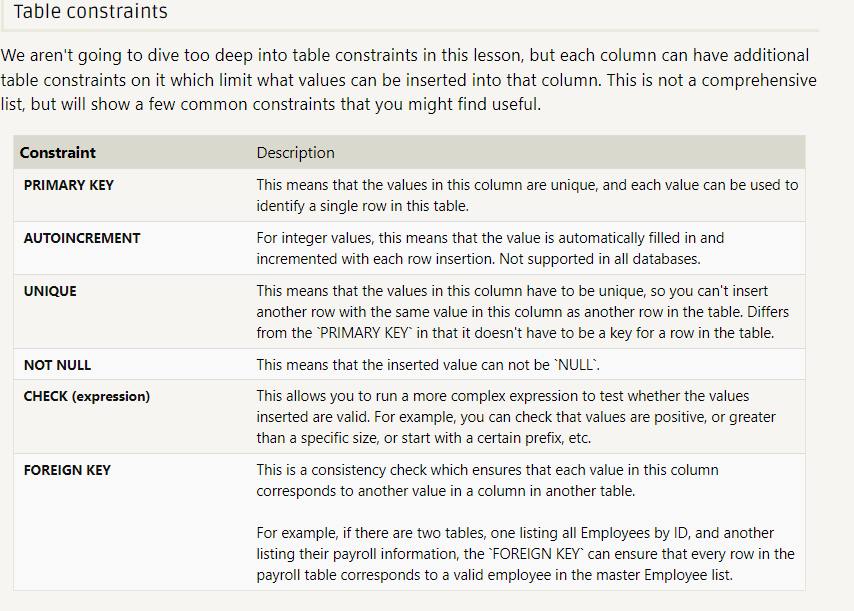 Table constraints
We aren't going to dive too deep into table constraints in this lesson, but each column can have additional
table constraints on it which limit what values can be inserted into that column. This is not a comprehensive
list, but will show a few common constraints that you might find useful.
Constraint Description
PRIMARY KEY This means that the values in this column are unique, and each value can be used to
identify a single row in this table.
AUTOINCREMENT For integer values, this means that the value is automatically filled in and
incremented with each row insertion. Not supported in all databases.
UNIQUE This means that the values in this column have to be unique, so you can't insert
another row with the same value in this column as another row in the table. Differs
from the `PRIMARY KEY` in that it doesn't have to be a key for a row in the table.
NOT NULL This means that the inserted value can not be `NULL`.
CHECK (expression) This allows you to run a more complex expression to test whether the values
inserted are valid. For example, you can check that values are positive, or greater
than a specific size, or start with a certain prefix, etc.
FOREIGN KEY This is a consistency check which ensures that each value in this column
corresponds to another value in a column in another table.
For example, if there are two tables, one listing all Employees by ID, and another
listing their payroll information, the `FOREIGN KEY` can ensure that every row in the
payroll table corresponds to a valid employee in the master Employee list.